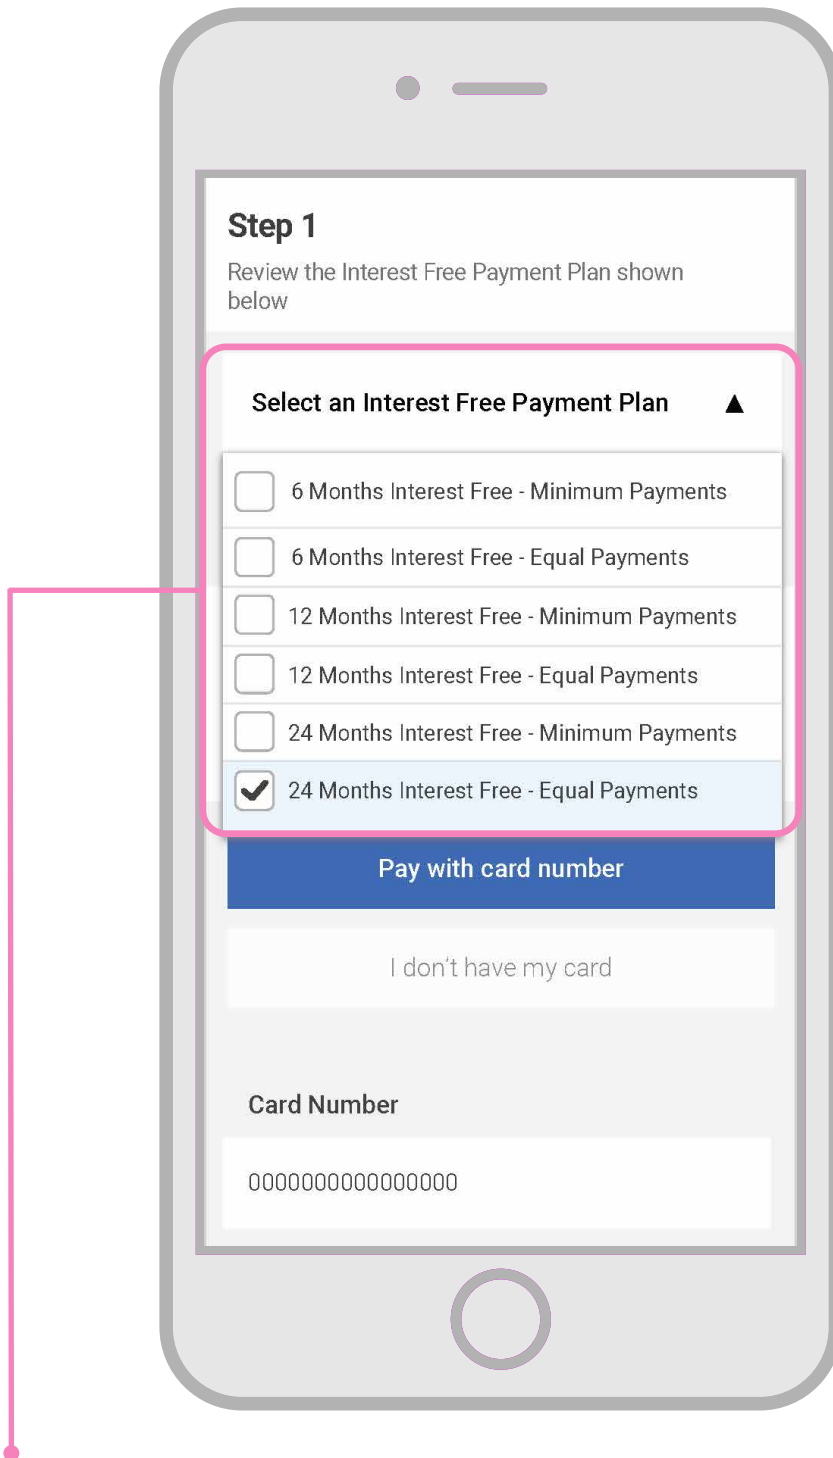 Step 1
Review the Interest Free Payment Plan shown
below
Select an Interest Free Payment Plan ▲
6 Months Interest Free - Minimum Payments
6 Months Interest Free - Equal Payments
12 Months Interest Free - Minimum Payments
12 Months Interest Free - Equal Payments
24 Months Interest Free - Minimum Payments
24 Months Interest Free - Equal Payments
Pay with card number
I don't have my card
Card Number
0000000000000000